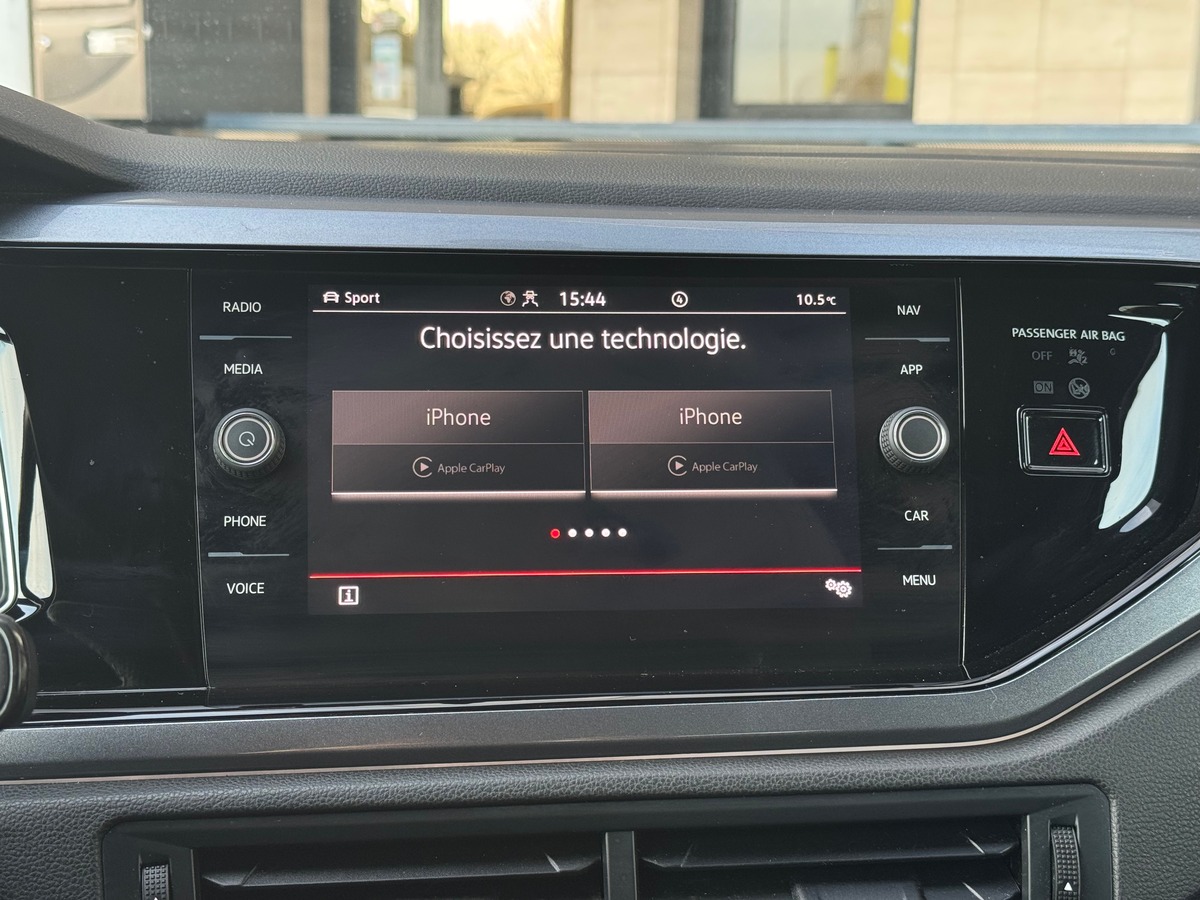 RADIO
MEDIA
PHONE
VOICE
Sport
15:44
4
10.5°C
Choisissez une technologie.
iPhone
Apple CarPlay
iPhone
Apple CarPlay
i
NAV
APP
CAR
MENU
PASSENGER AIR BAG
OFF
ON